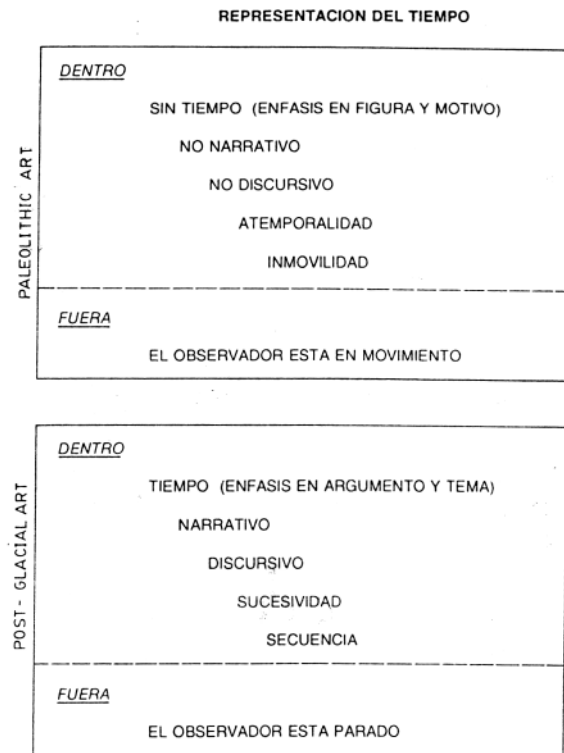 REPRESENTACION DEL TIEMPO
PALEOLITHIC ART
DENTRO
SIN TIEMPO (ENFASIS EN FIGURA Y MOTIVO)
NO NARRATIVO
NO DISCURSIVO
ATEMPORALIDAD
INMOVILIDAD
FUERA
EL OBSERVADOR ESTA EN MOVIMIENTO
POST- GLACIAL ART
DENTRO
TIEMPO (ENFASIS EN ARGUMENTO Y TEMA)
NARRATIVO
DISCURSIVO
SUCESIVIDAD
SECUENCIA
FUERA
EL OBSERVADOR ESTA PARADO